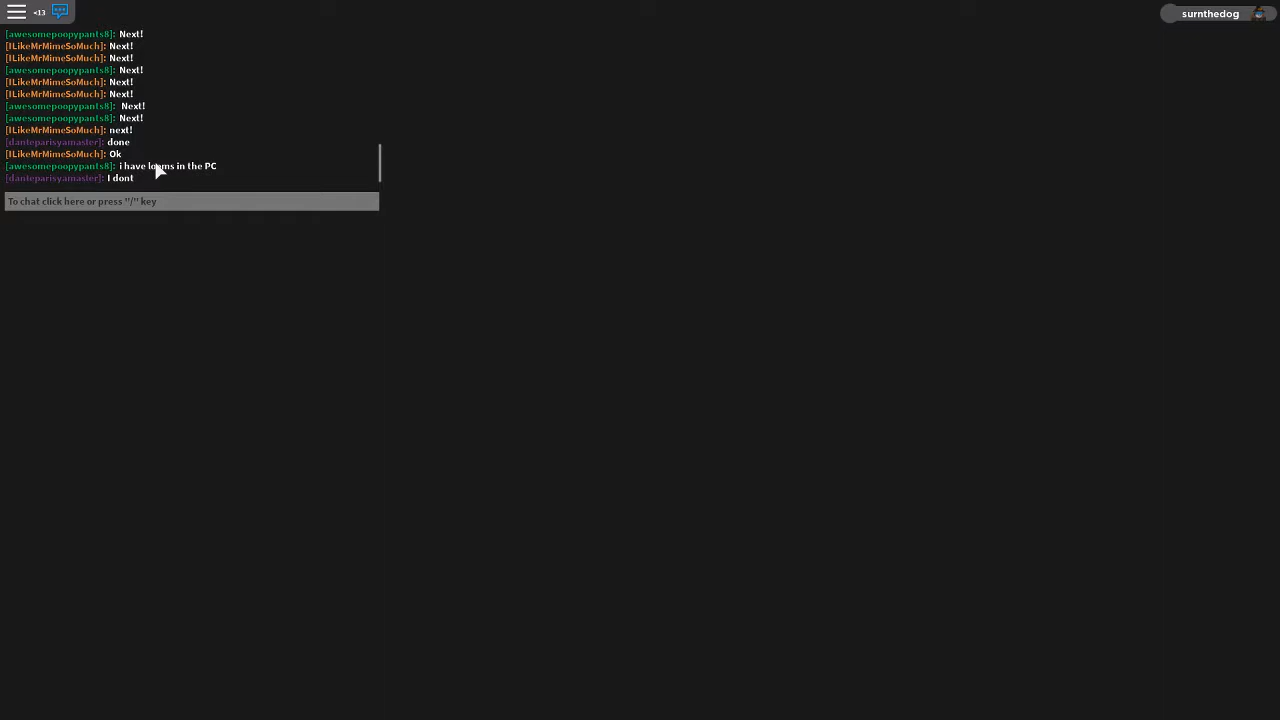 <13
surnthedog
[awesomepoopypants8]: Next!
[ILikeMrMimeSoMuch]: Next!
[ILikeMrMimeSoMuch]: Next!
[awesomepoopypants8]: Next!
[ILikeMrMimeSoMuch]: Next!
[ILikeMrMimeSoMuch]: Next!
[awesomepoopypants8]: Next!
[awesomepoopypants8]: Next!
[ILikeMrMimeSoMuch]: next!
[danteparisyamaster]: done
[ILikeMrMimeSoMuch]: Ok
[awesomepoopypants8]: i have in the PC
[danteparisyamaster]: I dont
To chat click here or press "/" key